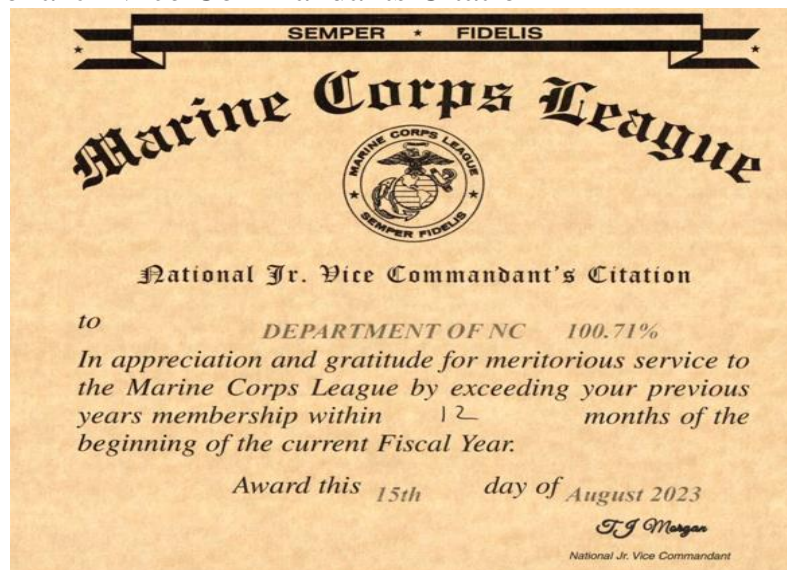 SEMPER * FIDELIS
Marine Corps League
MARINE CORPS LEAGUE
SEMPER FIDELIS
National Jr. Vice Commandant's Citation
to DEPARTMENT OF NC 100.71%
In appreciation and gratitude for meritorious service to
the Marine Corps League by exceeding your previous
years membership within 12 months of the
beginning of the current Fiscal Year.
Award this 15th day of August 2023
T J Morgan
National Jr. Vice Commandant